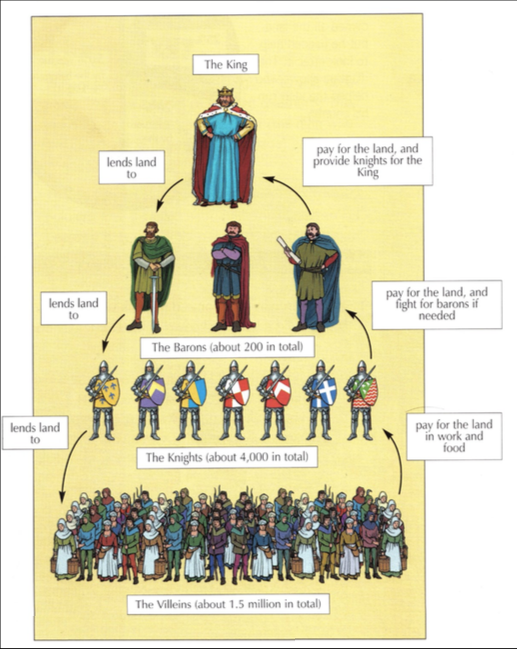 The King
lends land
to
pay for the land, and
provide knights for the
King
lends land
to
pay for the land, and
fight for barons if
needed
The Barons (about 200 in total)
lends land
to
pay for the land
in work and
food
The Knights (about 4,000 in total)
The Villeins (about 1.5 million in total)